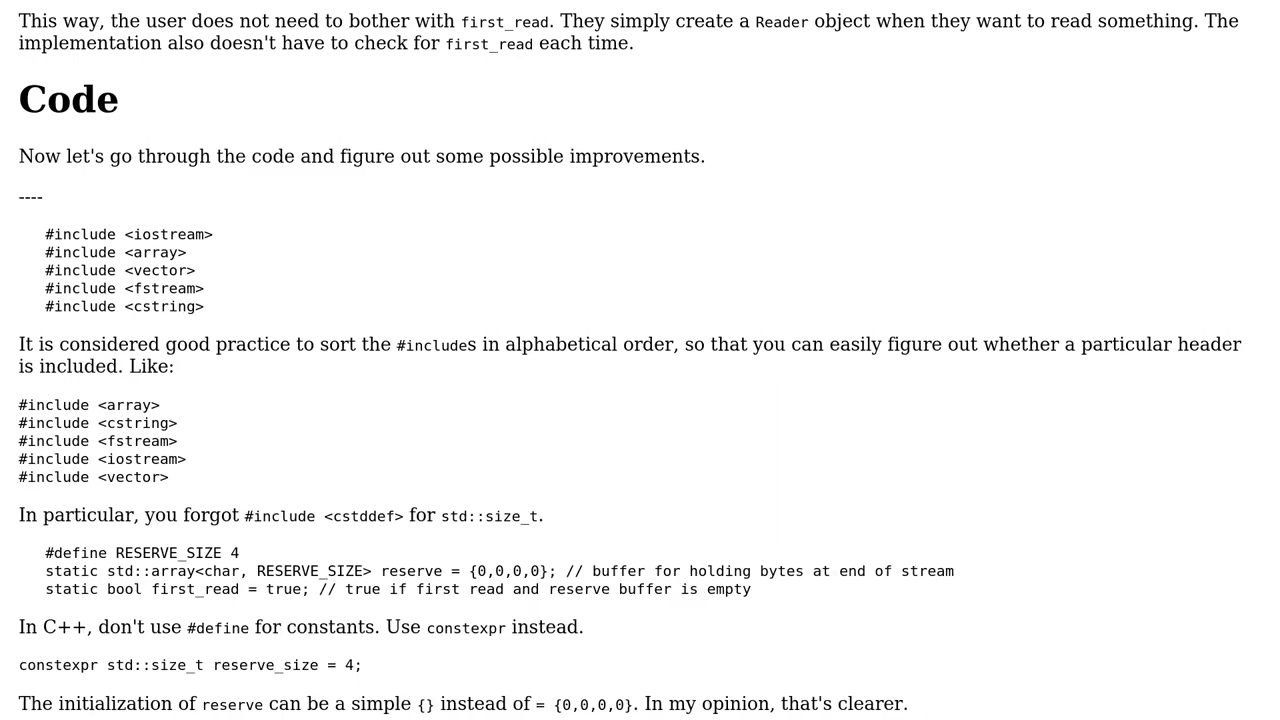 This way, the user does not need to bother with first_read. They simply create a Reader object when they want to read something. The
implementation also doesn't have to check for first_read each time.
Code
Now let's go through the code and figure out some possible improvements.
----
#include <iostream>
#include <array>
#include <vector>
#include <fstream>
#include <cstring>
It is considered good practice to sort the #includes in alphabetical order, so that you can easily figure out whether a particular header
is included. Like:
#include <array>
#include <cstring>
#include <fstream>
#include <iostream>
#include <vector>
In particular, you forgot #include <cstddef> for std::size_t.
#define RESERVE_SIZE 4
static std::array<char, RESERVE_SIZE> reserve = {0,0,0,0}; // buffer for holding bytes at end of stream
static bool first_read = true; // true if first read and reserve buffer is empty
In C++, don't use #define for constants. Use constexpr instead.
constexpr std::size_t reserve_size = 4;
The initialization of reserve can be a simple {} instead of = {0,0,0,0}. In my opinion, that's clearer.